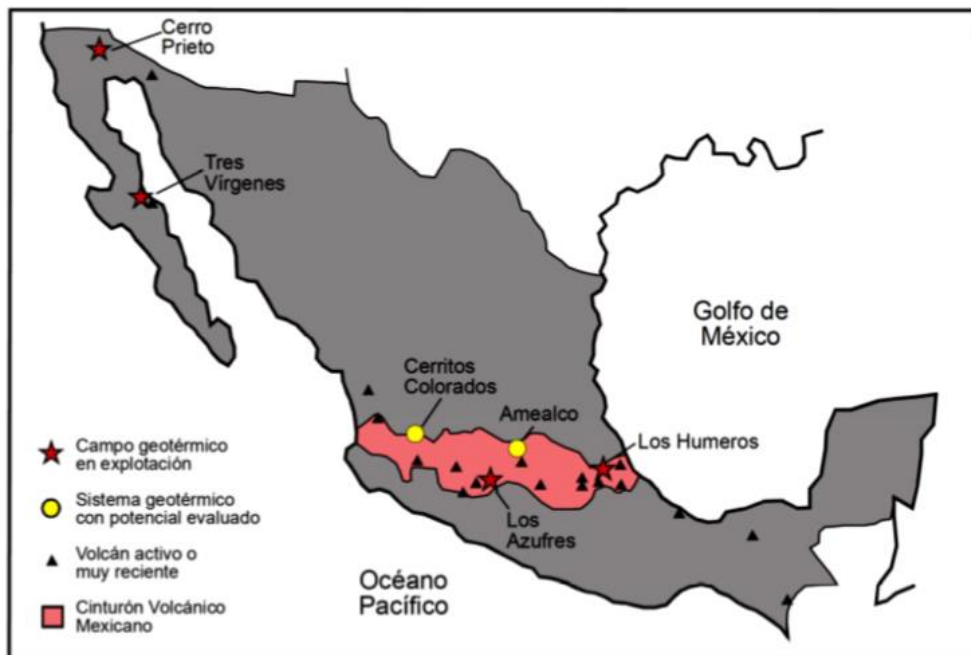 Cerro
Prieto
Tres
Vírgenes
Golfo de
México
Cerritos
Colorados
Amealco
Los Humeros
Los
Azufres
Océano
Pacífico
Campo geotérmico
en explotación
Sistema geotérmico
con potencial evaluado
Volcán activo o
muy reciente
Cinturón Volcánico
Mexicano